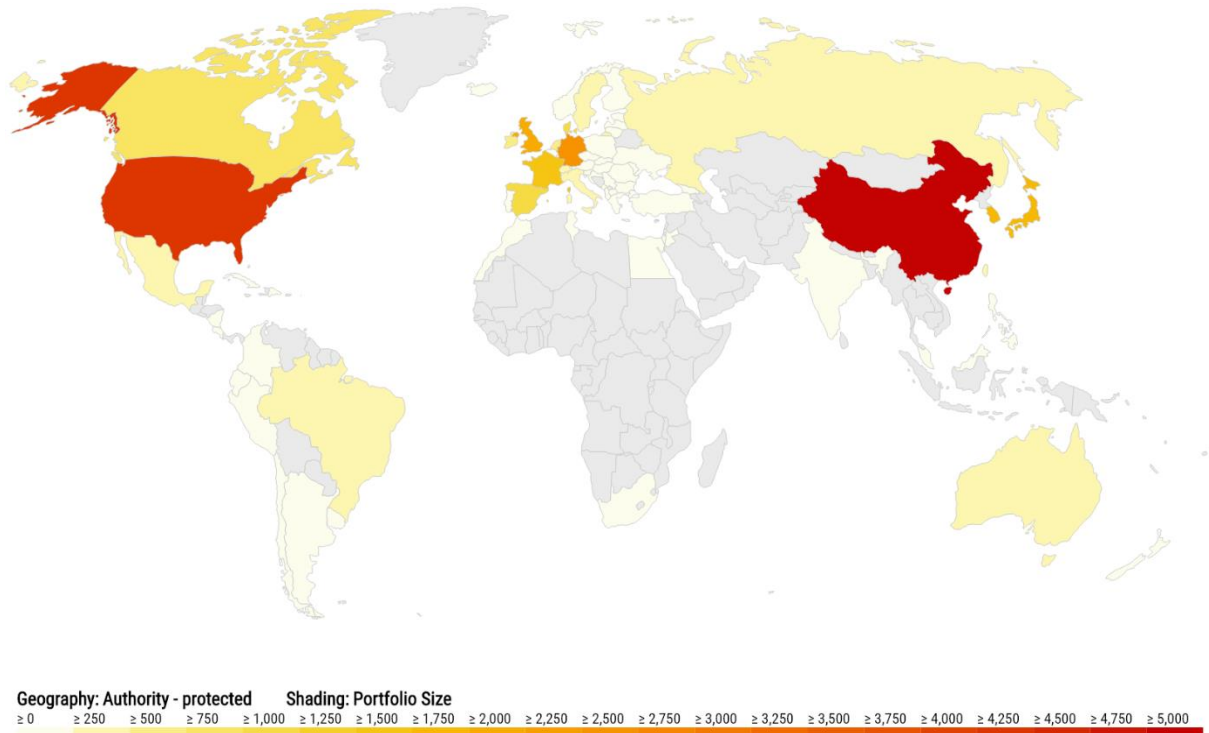 Geography: Authority - protected Shading: Portfolio Size
≥ 0 ≥ 250 ≥ 500 ≥ 750 ≥ 1,000 ≥ 1,250 ≥ 1,500 ≥ 1,750 ≥ 2,000 ≥ 2,250 ≥ 2,500 ≥ 2,750 ≥ 3,000 ≥ 3,250 ≥ 3,500 ≥ 3,750 ≥ 4,000 ≥ 4,250 ≥ 4,500 ≥ 4,750 ≥ 5,000